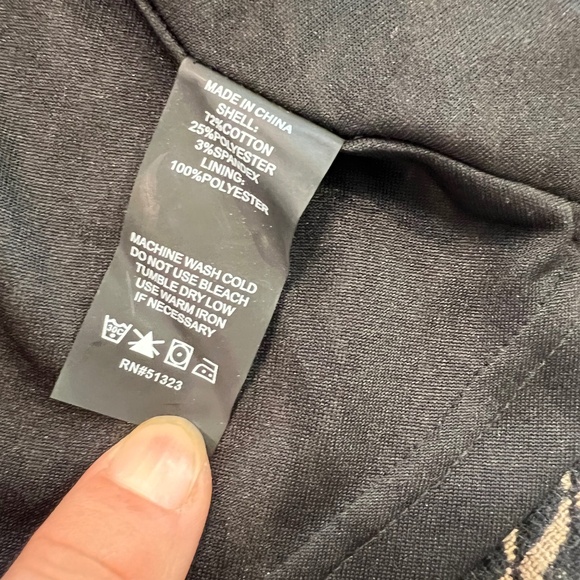 MADE IN CHINA
SHELL:
72%COTTON
25%POLYESTER
3%SPANDEX
LINING:
100%POLYESTER
MACHINE WASH COLD
DO NOT USE BLEACH
TUMBLE DRY LOW
USE WARM IRON
IF NECESSARY
30C
RN#51323